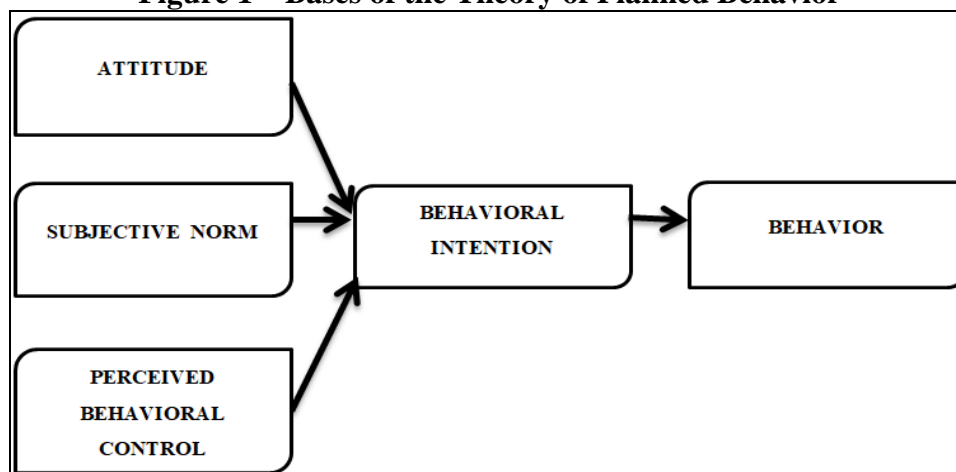 Figure 1 – Bases of the Theory of Planned Behavior
ATTITUDE
SUBJECTIVE NORM
PERCEIVED
BEHAVIORAL
CONTROL
BEHAVIORAL
INTENTION
BEHAVIOR